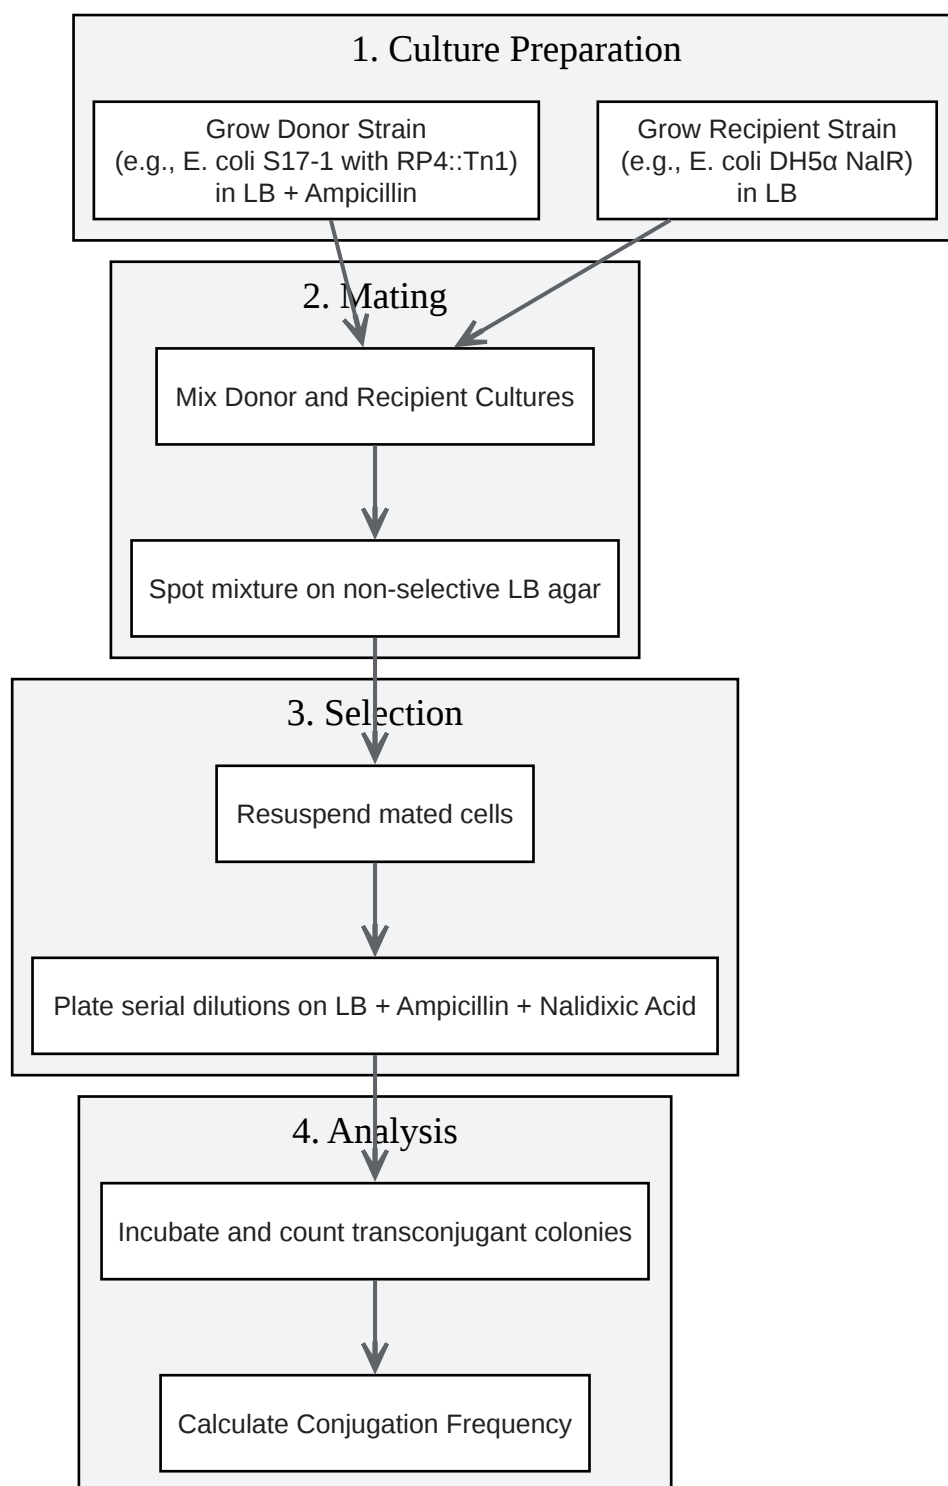 1. Culture Preparation
Grow Donor Strain
(e.g., E. coli S17-1 with RP4::Tn1)
in LB + Ampicillin
Grow Recipient Strain
(e.g., E. coli DH5α NalR)
in LB
2. Mating
Mix Donor and Recipient Cultures
Spot mixture on non-selective LB agar
3. Selection
Resuspend mated cells
Plate serial dilutions on LB + Ampicillin + Nalidixic Acid
4. Analysis
Incubate and count transconjugant colonies
Calculate Conjugation Frequency